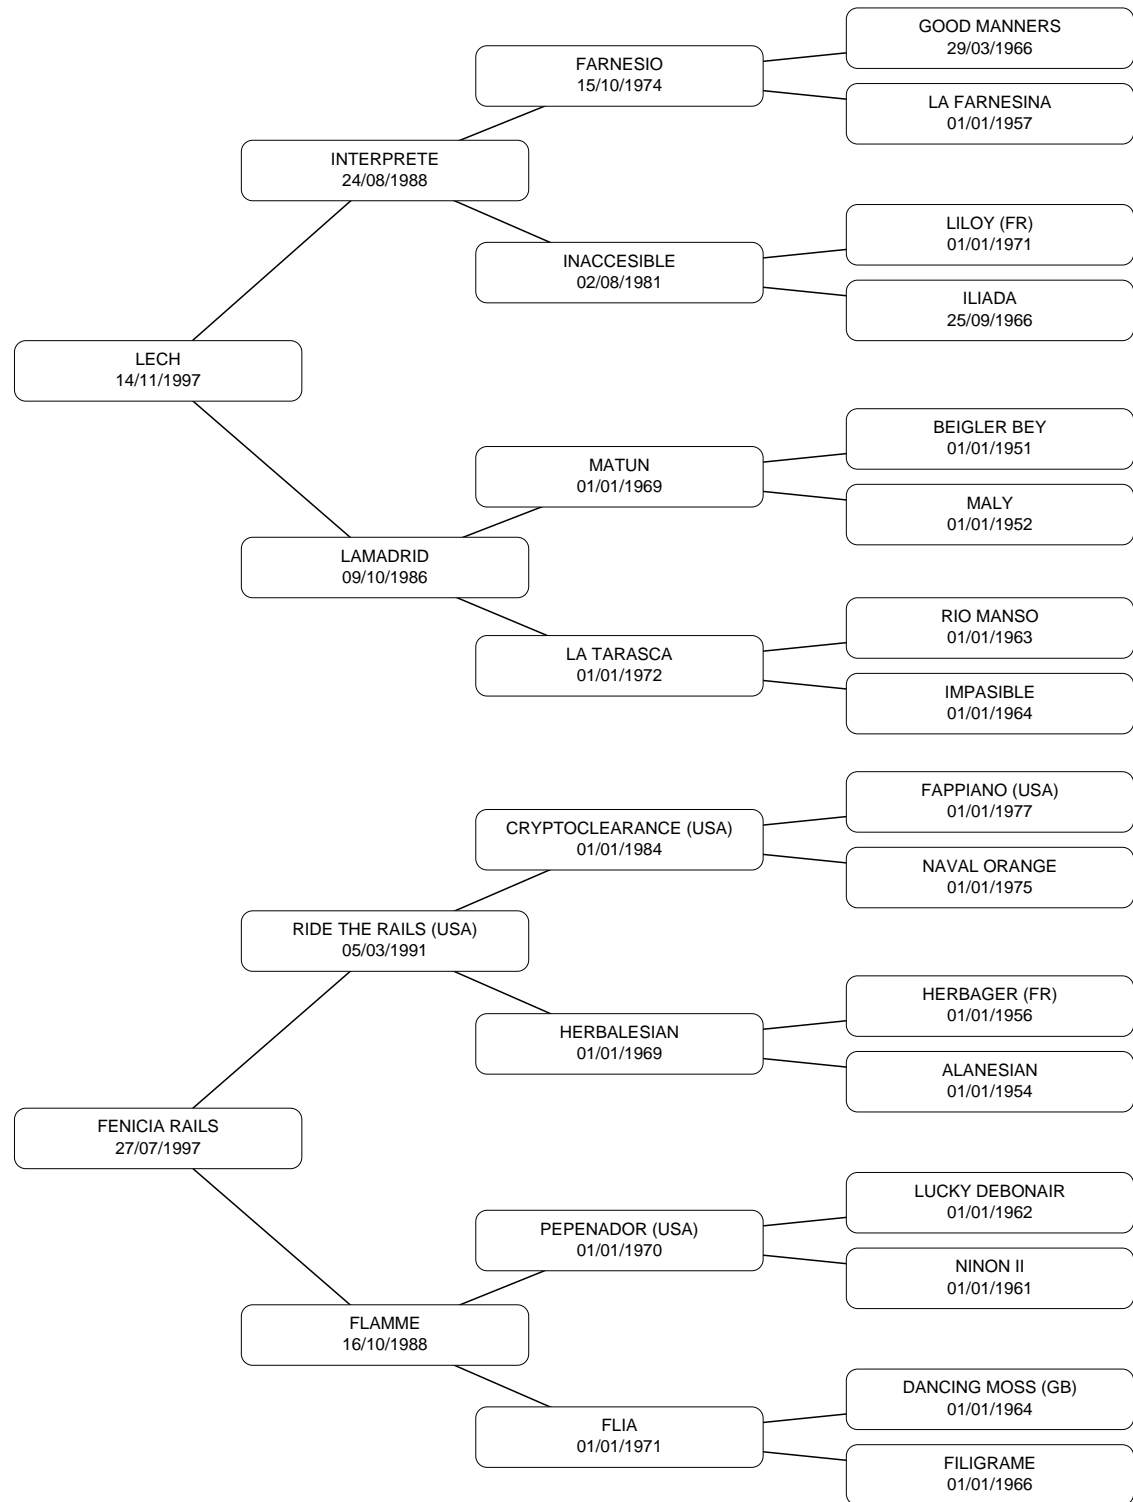 GOOD MANNERS
29/03/1966
FARNESIO
15/10/1974
LA FARNESINA
01/01/1957
INTERPRETE
24/08/1988
LILOY (FR)
01/01/1971
INACCESIBLE
02/08/1981
ILIADA
25/09/1966
LECH
14/11/1997
BEIGLER BEY
01/01/1951
MATUN
01/01/1969
MALY
01/01/1952
LAMADRID
09/10/1986
RIO MANSO
01/01/1963
LA TARASCA
01/01/1972
IMPASIBLE
01/01/1964
FAPPIANO (USA)
01/01/1977
CRYPTOCLEARANCE (USA)
01/01/1984
NAVAL ORANGE
01/01/1975
RIDE THE RAILS (USA)
05/03/1991
HERBAGER (FR)
01/01/1956
HERBALESIAN
01/01/1969
ALANESIAN
01/01/1954
FENICIA RAILS
27/07/1997
LUCKY DEBONAIR
01/01/1962
PEPENADOR (USA)
01/01/1970
NINON II
01/01/1961
FLAMME
16/10/1988
DANCING MOSS (GB)
01/01/1964
FLIA
01/01/1971
FILIGRAME
01/01/1966